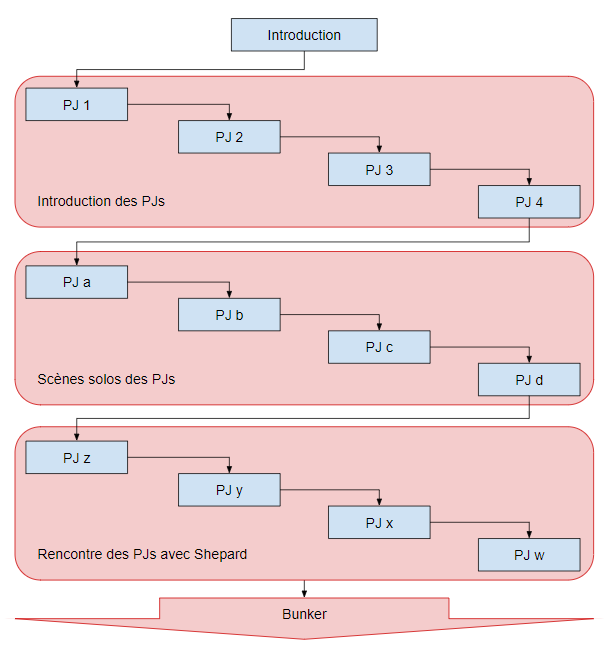 Introduction
PJ 1
PJ 2
PJ 3
PJ 4
Introduction des PJs
PJ a
PJ b
PJ c
PJ d
Scènes solos des PJs
PJ z
PJ y
PJ x
PJ w
Rencontre des PJs avec Shepard
Bunker